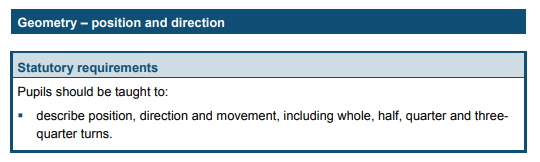 Geometry – position and direction
Statutory requirements
Pupils should be taught to:
▪ describe position, direction and movement, including whole, half, quarter and three-
quarter turns.